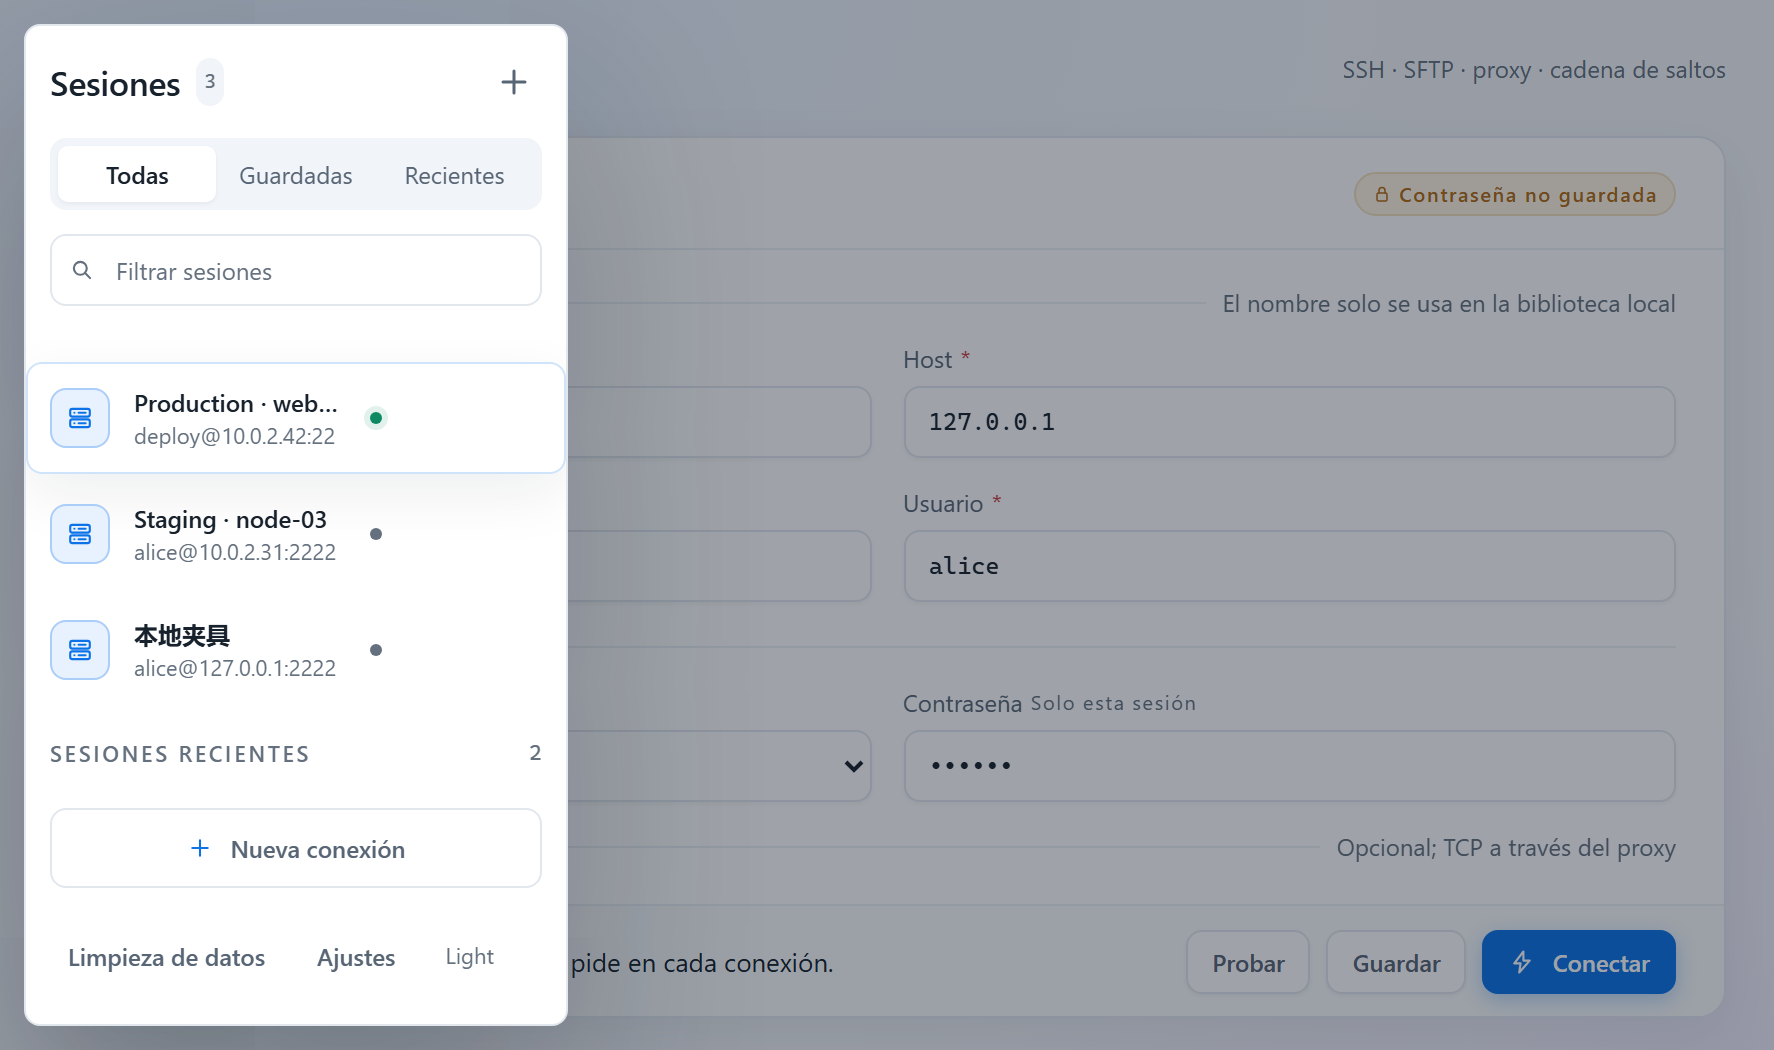 Sesiones 3
Todas Guardadas Recientes
Filtrar sesiones
Production · web...
deploy@10.0.2.42:22
Staging · node-03
alice@10.0.2.31:2222
本地夹具
alice@127.0.0.1:2222
SESIONES RECIENTES 2
Nueva conexión
Limpieza de datos Ajustes Light
SSH · SFTP · proxy · cadena de saltos
Contraseña no guardada
El nombre solo se usa en la biblioteca local
Host *
127.0.0.1
Usuario *
alice
Contraseña Solo esta sesión
••••••
Opcional; TCP a través del proxy
pide en cada conexión.
Probar Guardar Conectar